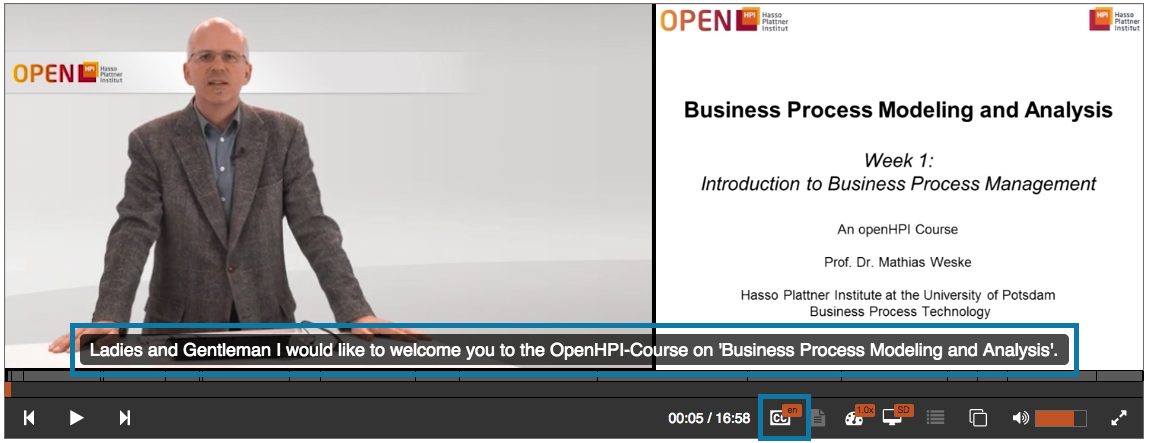 OPEN HPI Hasso
Plattner
Institut
OPEN HPI Hasso
Plattner
Institut
HPI Hasso
Plattner
Institut
Business Process Modeling and Analysis
Week 1:
Introduction to Business Process Management
An openHPI Course
Prof. Dr. Mathias Weske
Hasso Plattner Institute at the University of Potsdam
Business Process Technology
Ladies and Gentleman I would like to welcome you to the OpenHPI-Course on 'Business Process Modeling and Analysis'.
00:05 / 16:58 CC en 1.0x SD